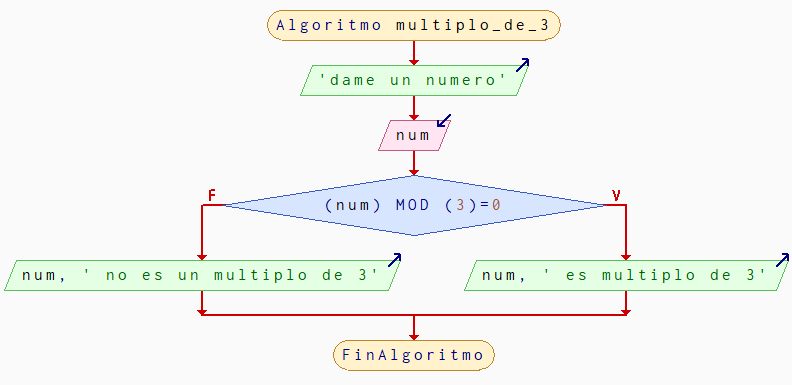 Algoritmo multiplo_de_3
'dame un numero'
num
F
V
(num) MOD (3)=0
num, ' no es un multiplo de 3'
num, ' es multiplo de 3'
FinAlgoritmo